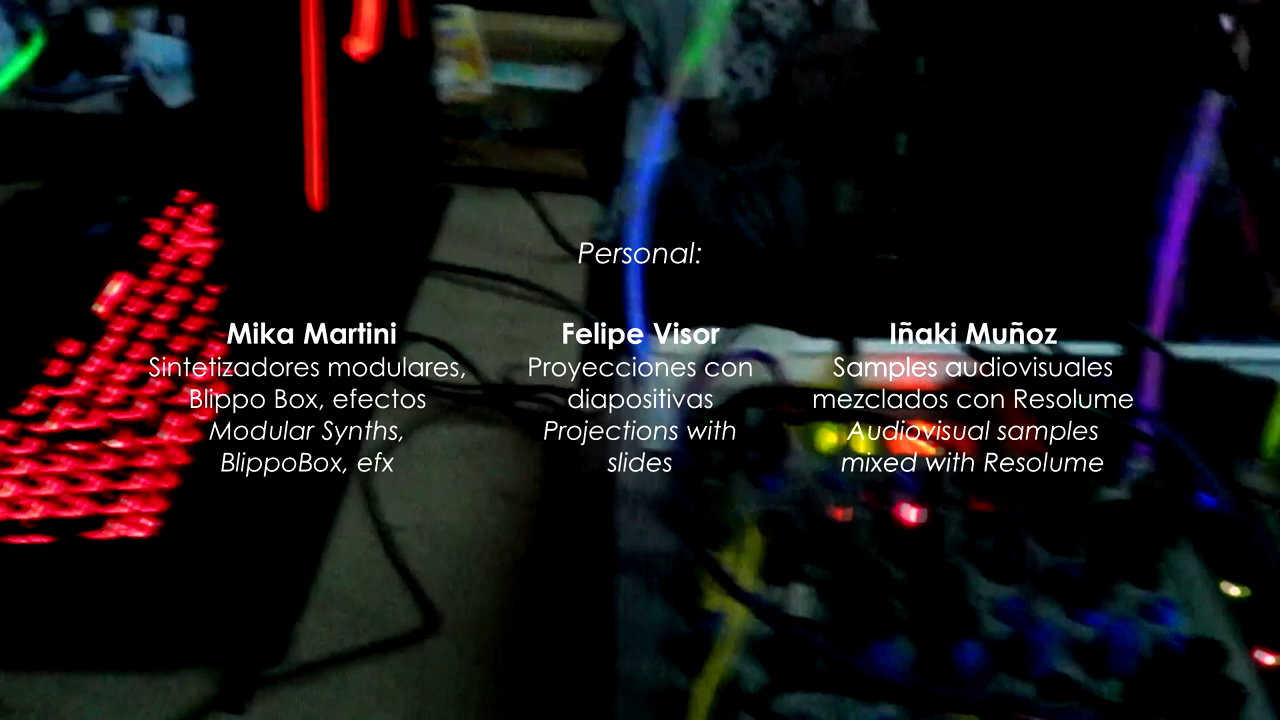 Personal:
Mika Martini
Sintetizadores modulares,
Blippo Box, efectos
Modular Synths,
BlippoBox, efx
Felipe Visor
Proyecciones con
diapositivas
Projections with
slides
Iñaki Muñoz
Samples audiovisuales
mezclados con Resolume
Audiovisual samples
mixed with Resolume